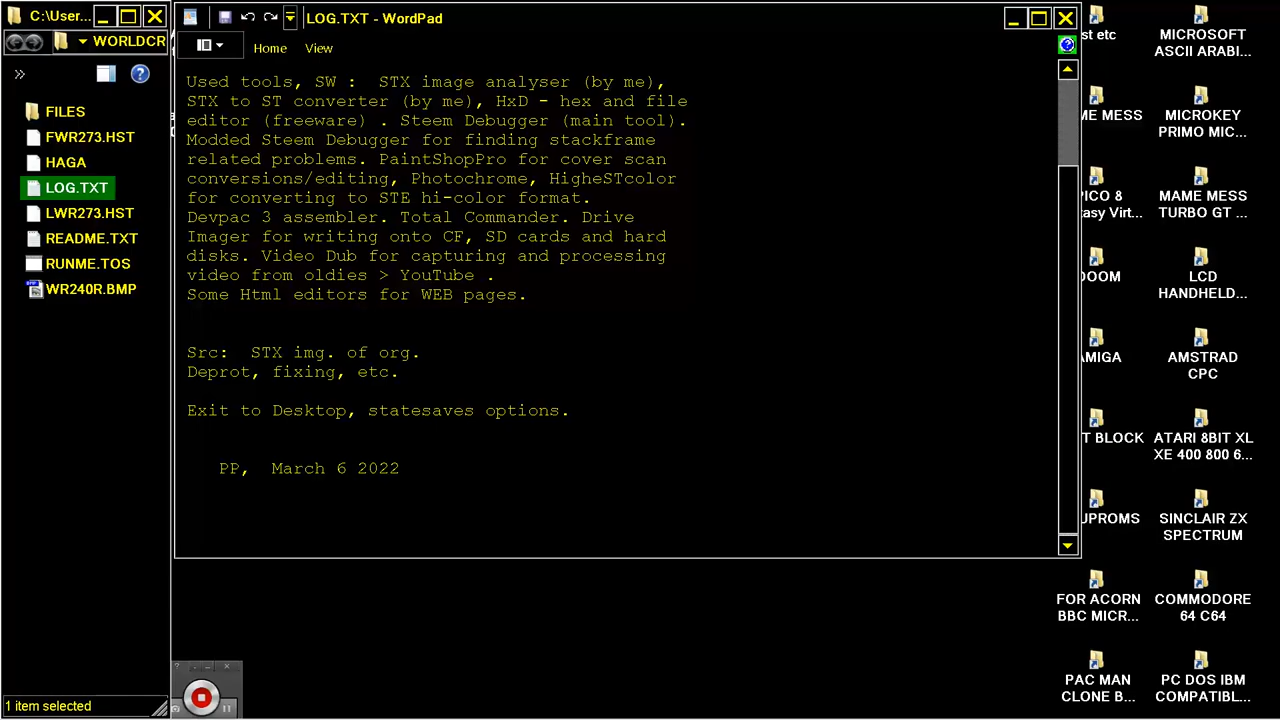 C:\User...
WORLDCR
»
FILES
FWR273.HST
HAGA
LOG.TXT
LWR273.HST
README.TXT
RUNME.TOS
WR240R.BMP
1 item selected
LOG.TXT - WordPad
Home View
Used tools, SW : STX image analyser (by me),
STX to ST converter (by me), HxD - hex and file
editor (freeware) . Steem Debugger (main tool).
Modded Steem Debugger for finding stackframe
related problems. PaintShopPro for cover scan
conversions/editing, Photochrome, HigheSTcolor
for converting to STE hi-color format.
Devpac 3 assembler. Total Commander. Drive
Imager for writing onto CF, SD cards and hard
disks. Video Dub for capturing and processing
video from oldies > YouTube .
Some Html editors for WEB pages.
Src: STX img. of org.
Deprot, fixing, etc.
Exit to Desktop, statesaves options.
PP, March 6 2022
st etc
MICROSOFT
ASCII ARABI...
ME MESS
MICROKEY
PRIMO MIC...
PICO 8
tasy Virt...
MAME MESS
TURBO GT ...
DOOM
LCD
HANDHELD...
AMIGA
AMSTRAD
CPC
T BLOCK
ATARI 8BIT XL
XE 400 800 6...
UPROMS
SINCLAIR ZX
SPECTRUM
FOR ACORN
BBC MICR...
COMMODORE
64 C64
PAC MAN
CLONE B...
PC DOS IBM
COMPATIBL...